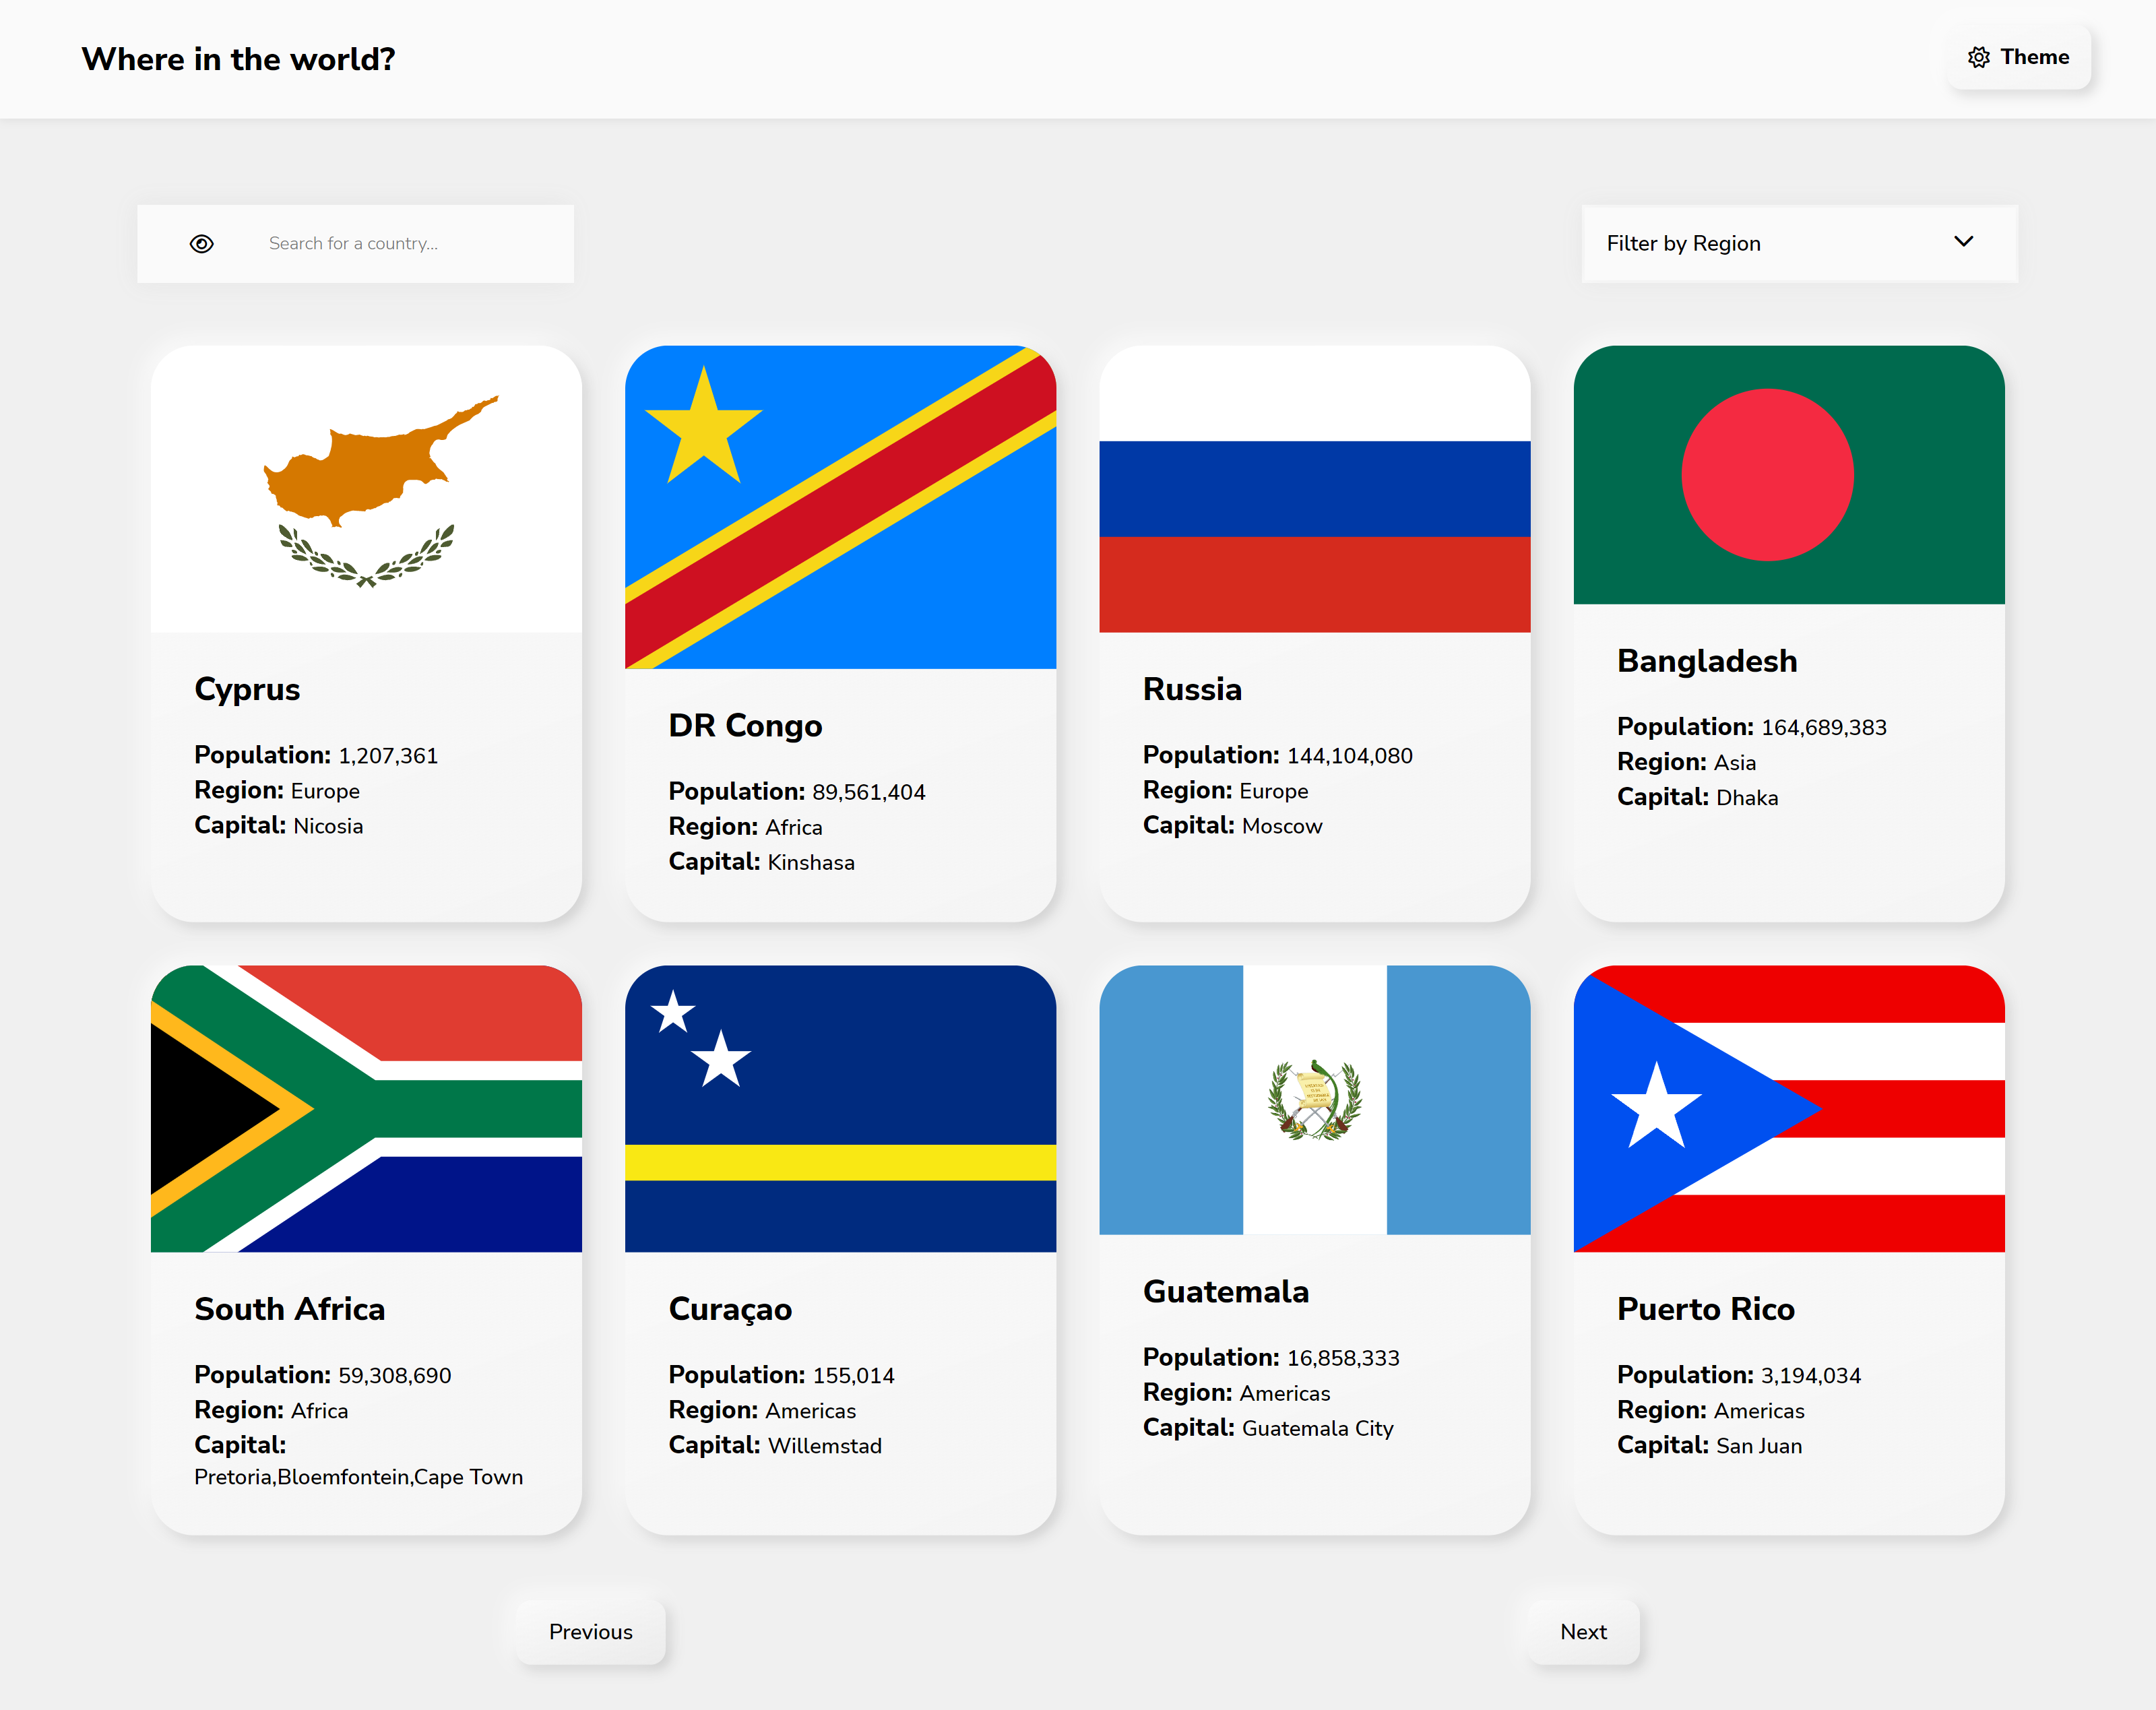 Where in the world?
Theme
Search for a country...
Filter by Region
Cyprus
Population: 1,207,361
Region: Europe
Capital: Nicosia
DR Congo
Population: 89,561,404
Region: Africa
Capital: Kinshasa
Russia
Population: 144,104,080
Region: Europe
Capital: Moscow
Bangladesh
Population: 164,689,383
Region: Asia
Capital: Dhaka
South Africa
Population: 59,308,690
Region: Africa
Capital:
Pretoria,Bloemfontein,Cape Town
Curaçao
Population: 155,014
Region: Americas
Capital: Willemstad
Guatemala
Population: 16,858,333
Region: Americas
Capital: Guatemala City
Puerto Rico
Population: 3,194,034
Region: Americas
Capital: San Juan
Previous
Next